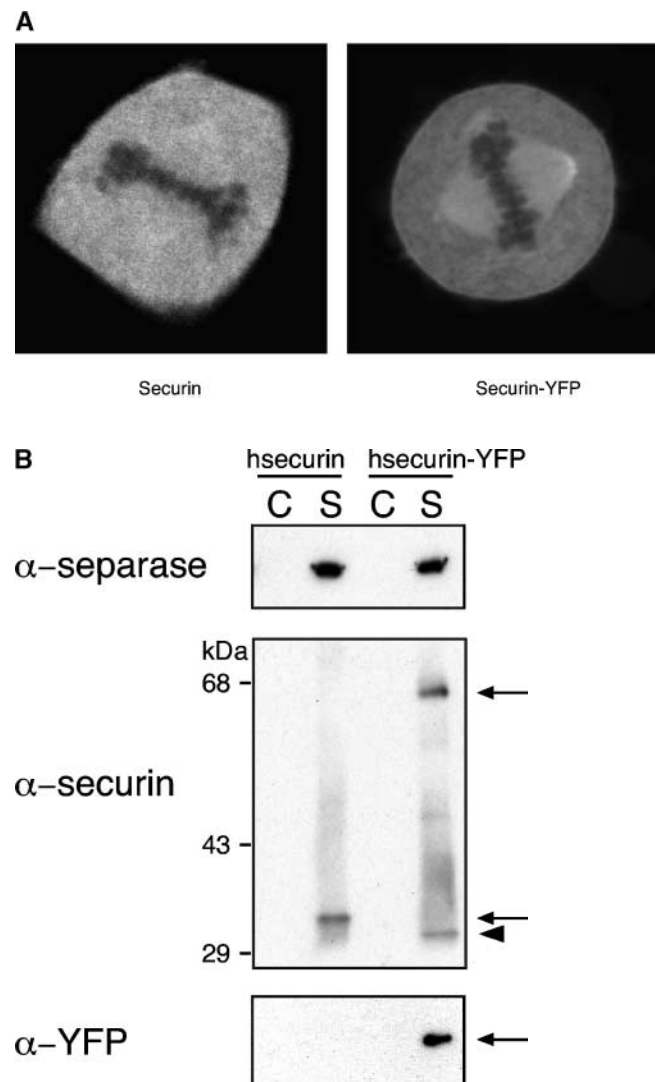 A
Securin Securin-YFP
B
hsecurin hsecurin-YFP
C S C S
α–separase
kDa
68
α–securin
43
29
α–YFP